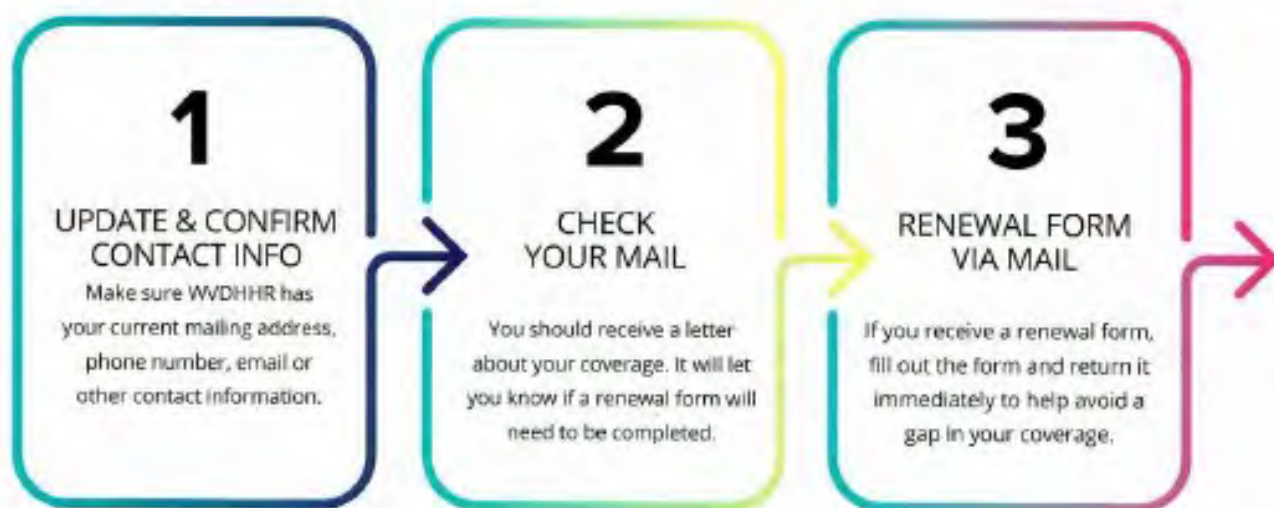 1
UPDATE & CONFIRM
CONTACT INFO
Make sure WVDHHR has
your current mailing address,
phone number, email or
other contact information.
2
CHECK
YOUR MAIL
You should receive a letter
about your coverage. It will let
you know if a renewal form will
need to be completed.
3
RENEWAL FORM
VIA MAIL
If you receive a renewal form,
fill out the form and return it
immediately to help avoid a
gap in your coverage.